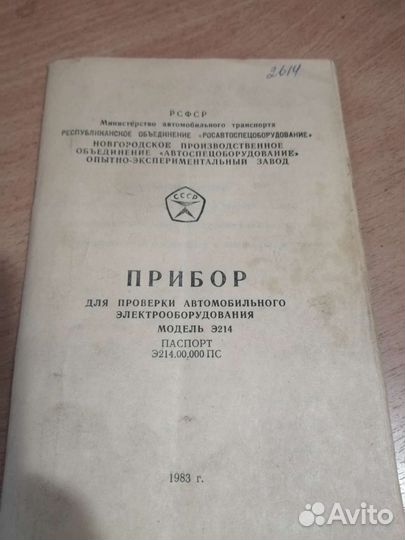 2614
РСФСР
Министерство автомобильного транспорта
РЕСПУБЛИКАНСКОЕ ОБЪЕДИНЕНИЕ «РОСАВТОСПЕЦОБОРУДОВАНИЕ»
НОВГОРОДСКОЕ ПРОИЗВОДСТВЕННОЕ
ОБЪЕДИНЕНИЕ «АВТОСПЕЦОБОРУДОВАНИЕ»
ОПЫТНО-ЭКСПЕРИМЕНТАЛЬНЫЙ ЗАВОД
СССР
ПРИБОР
ДЛЯ ПРОВЕРКИ АВТОМОБИЛЬНОГО
ЭЛЕКТРООБОРУДОВАНИЯ
МОДЕЛЬ Э214
ПАСПОРТ
Э214.00.000 ПС
1983 г.
Avito